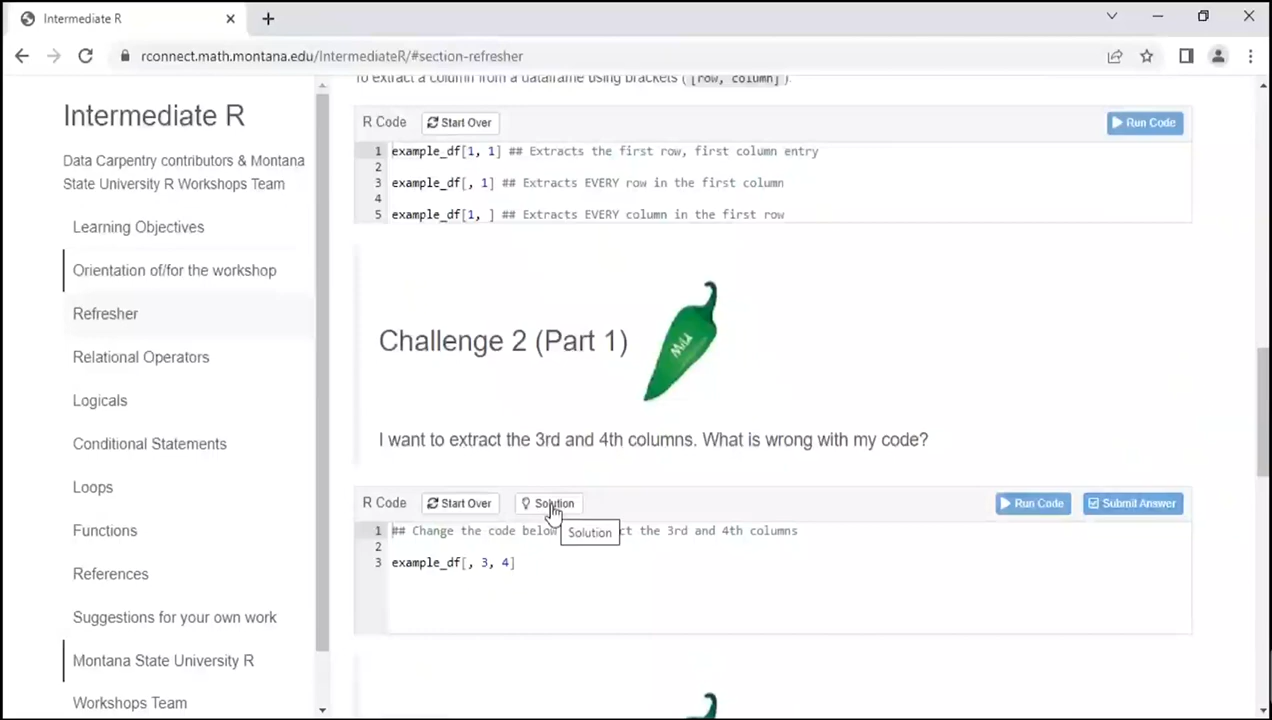 Intermediate R
rconnect.math.montana.edu/IntermediateR/#section-refresher
Intermediate R
Data Carpentry contributors & Montana
State University R Workshops Team
Learning Objectives
Orientation of/for the workshop
Refresher
Relational Operators
Logicals
Conditional Statements
Loops
Functions
References
Suggestions for your own work
Montana State University R
Workshops Team
To extract a column from a dataframe using brackets ( [row, column] ).
R Code Start Over Run Code
1 example_df[1, 1] ## Extracts the first row, first column entry
2
3 example_df[, 1] ## Extracts EVERY row in the first column
4
5 example_df[1, ] ## Extracts EVERY column in the first row
Challenge 2 (Part 1)
Mild
I want to extract the 3rd and 4th columns. What is wrong with my code?
R Code Start Over Solution Run Code Submit Answer
Solution
1 ## Change the code below ct the 3rd and 4th columns
2
3 example_df[, 3, 4]